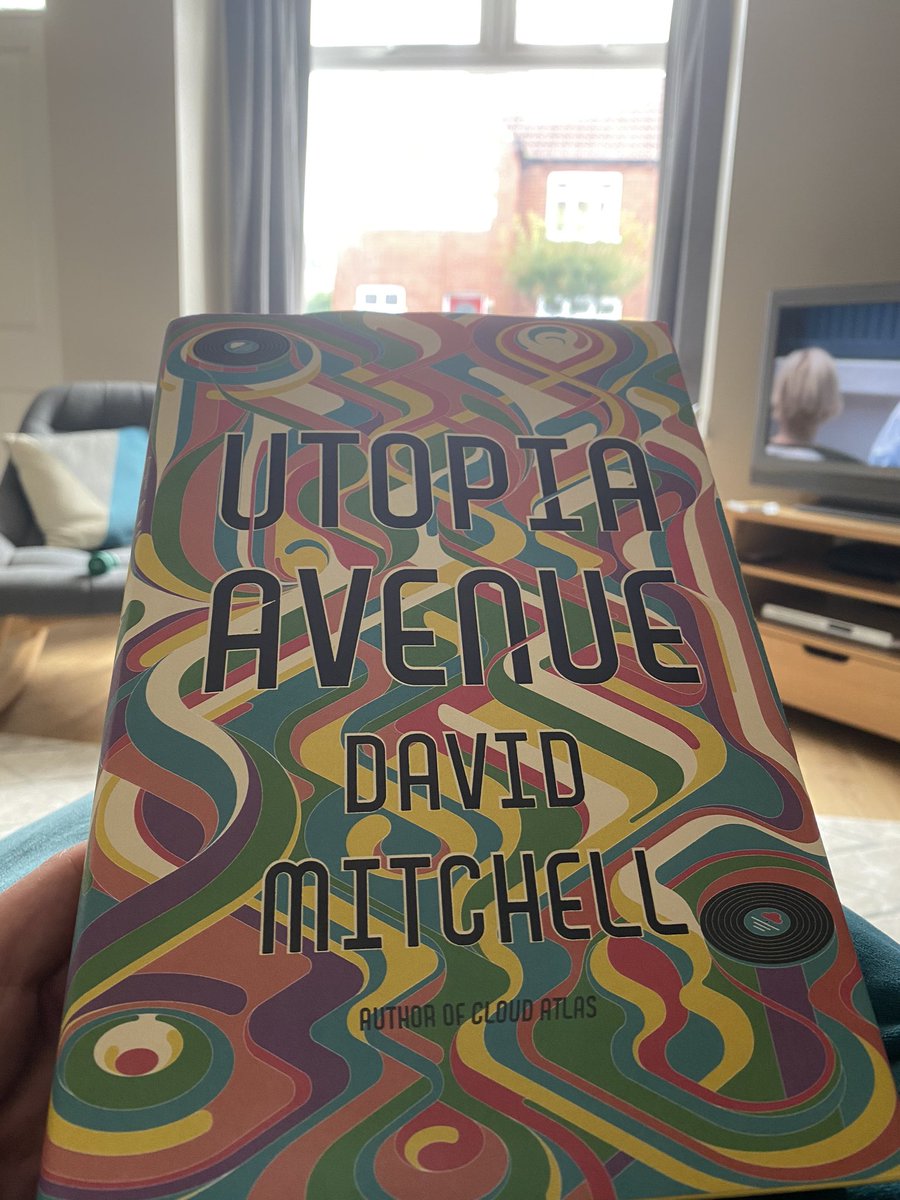 UTOPIA
AVENUE
DAVID
MITCHELL
AUTHOR OF CLOUD ATLAS